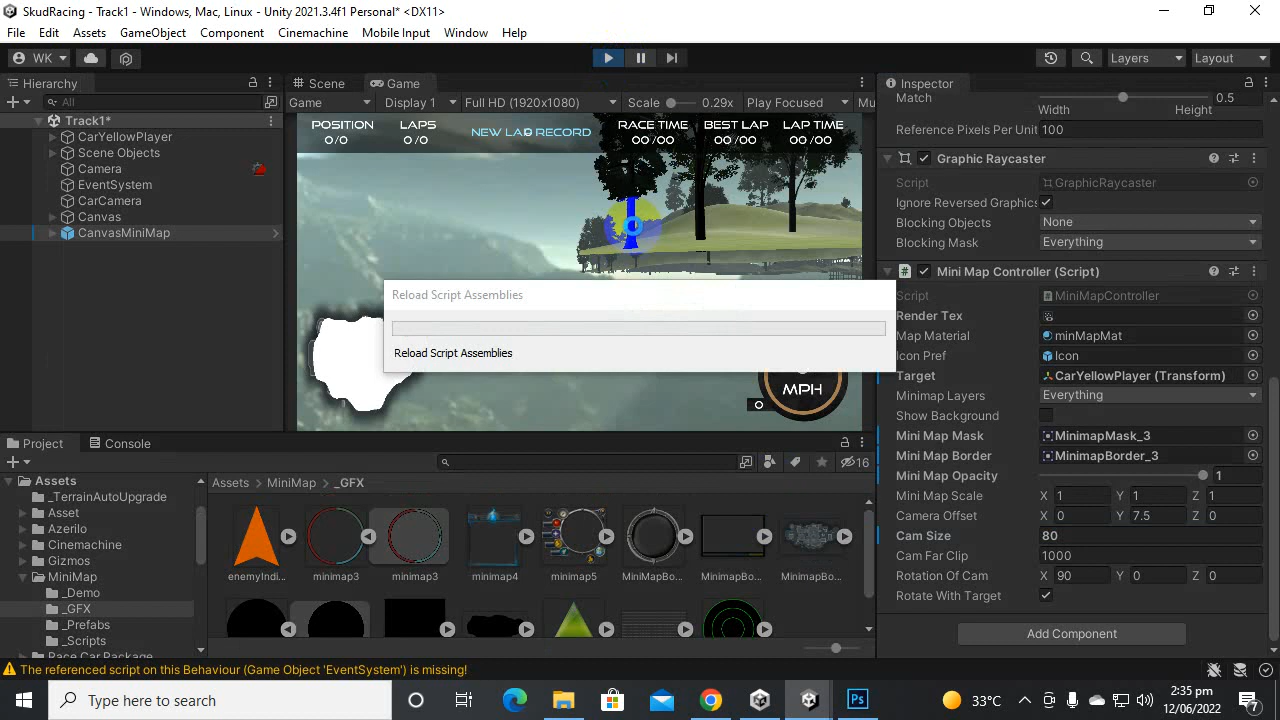 SkudRacing - Track1 - Windows, Mac, Linux - Unity 2021.3.4f1 Personal* <DX11>
File Edit Assets GameObject Component Cinemachine Mobile Input Window Help
WK Layers Layout
Hierarchy
All
Track1*
CarYellowPlayer
Scene Objects
Camera
EventSystem
CarCamera
Canvas
CanvasMiniMap
Scene Game
Game Display 1 Full HD (1920x1080) Scale 0.29x Play Focused Mu
POSITION LAPS NEW LAP RECORD RACE TIME BEST LAP LAP TIME
0/0 0/0 00/00 00/00 00/00
Reload Script Assemblies
Reload Script Assemblies
MPH
0
Inspector
Match 0.5
Width Height
Reference Pixels Per Unit 100
Graphic Raycaster
Script GraphicRaycaster
Ignore Reversed Graphics
Blocking Objects None
Blocking Mask Everything
Mini Map Controller (Script)
Script MiniMapController
Render Tex
Map Material minMapMat
Icon Pref Icon
Target CarYellowPlayer (Transform)
Minimap Layers Everything
Show Background
Mini Map Mask MinimapMask_3
Mini Map Border MinimapBorder_3
Mini Map Opacity 1
Mini Map Scale X 1 Y 1 Z 1
Camera Offset X 0 Y 7.5 Z 0
Cam Size 80
Cam Far Clip 1000
Rotation Of Cam X 90 Y 0 Z 0
Rotate With Target
Add Component
Project Console
16
Assets
_TerrainAutoUpgrade
Asset
Azerilo
Cinemachine
Gizmos
MiniMap
_Demo
_GFX
_Prefabs
_Scripts
Race Car Package
Assets > MiniMap > _GFX
enemyIndi... minimap3 minimap3 minimap4 minimap5 MiniMapBo... MinimapBo... MinimapBo...
The referenced script on this Behaviour (Game Object 'EventSystem') is missing!
Type here to search
Ps
33°C
2:35 pm
12/06/2022
7